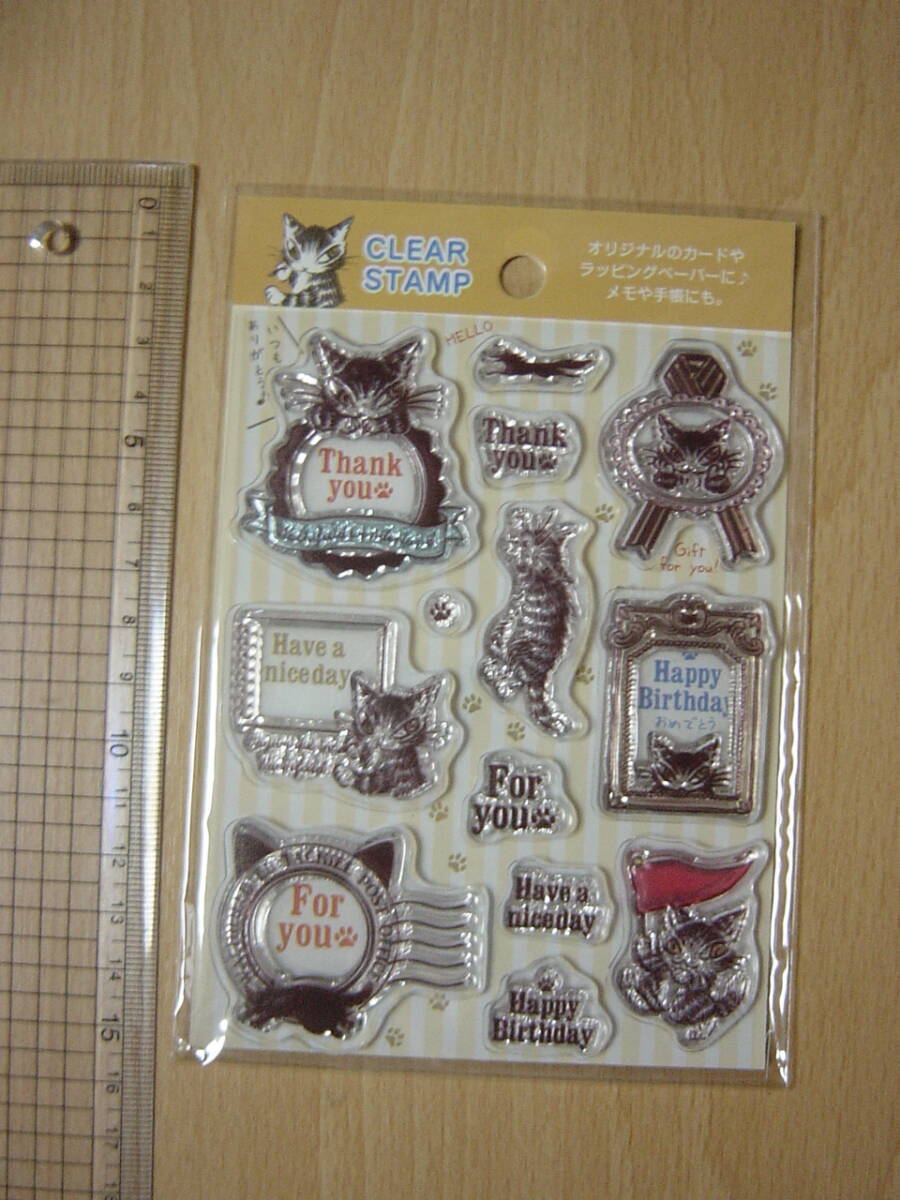 CLEAR
STAMP
オリジナルのカードや
ラッピングペーパーに♪
メモや手帳にも。
いつも
ありがとう
HELLO
Thank
you
Thank
you
Gift
for you!
Have a
niceday
Happy
Birthday
おめでとう
For
you
For
you
Have a
niceday
Happy
Birthday
0
1
2
3
4
5
6
7
8
9
10
11
12
13
14
15
16
17